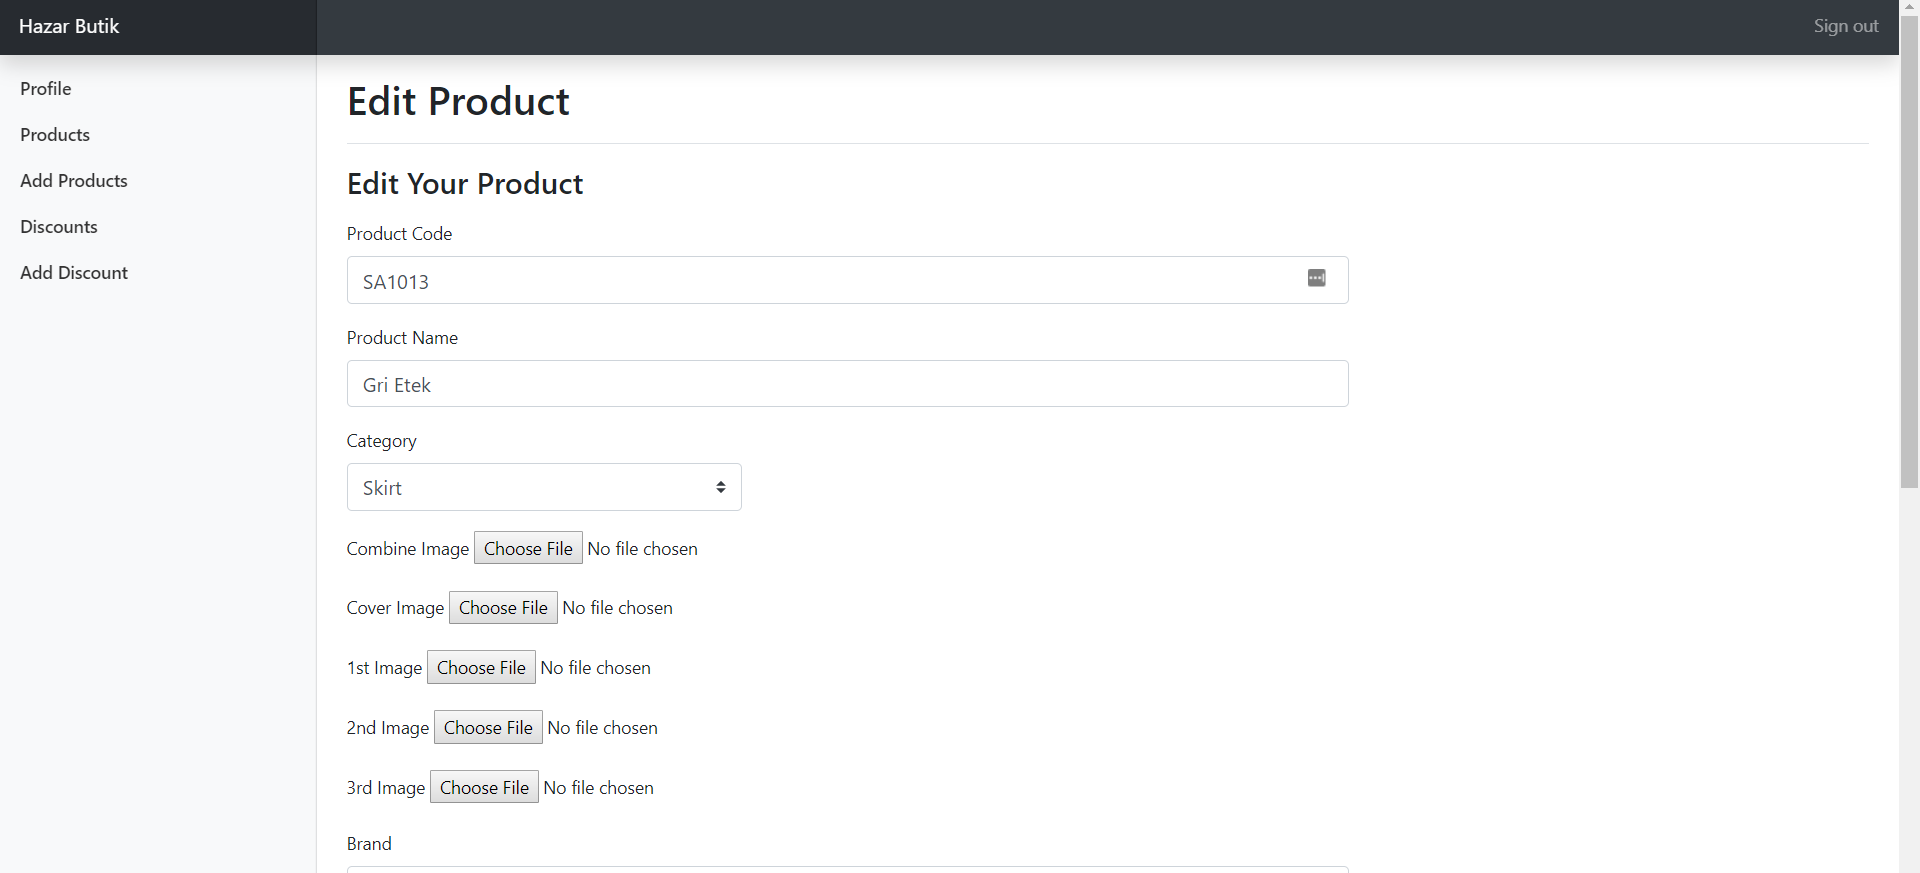 Hazar Butik
Sign out
Profile
Products
Add Products
Discounts
Add Discount
Edit Product
Edit Your Product
Product Code
SA1013
Product Name
Gri Etek
Category
Skirt
Combine Image Choose File No file chosen
Cover Image Choose File No file chosen
1st Image Choose File No file chosen
2nd Image Choose File No file chosen
3rd Image Choose File No file chosen
Brand